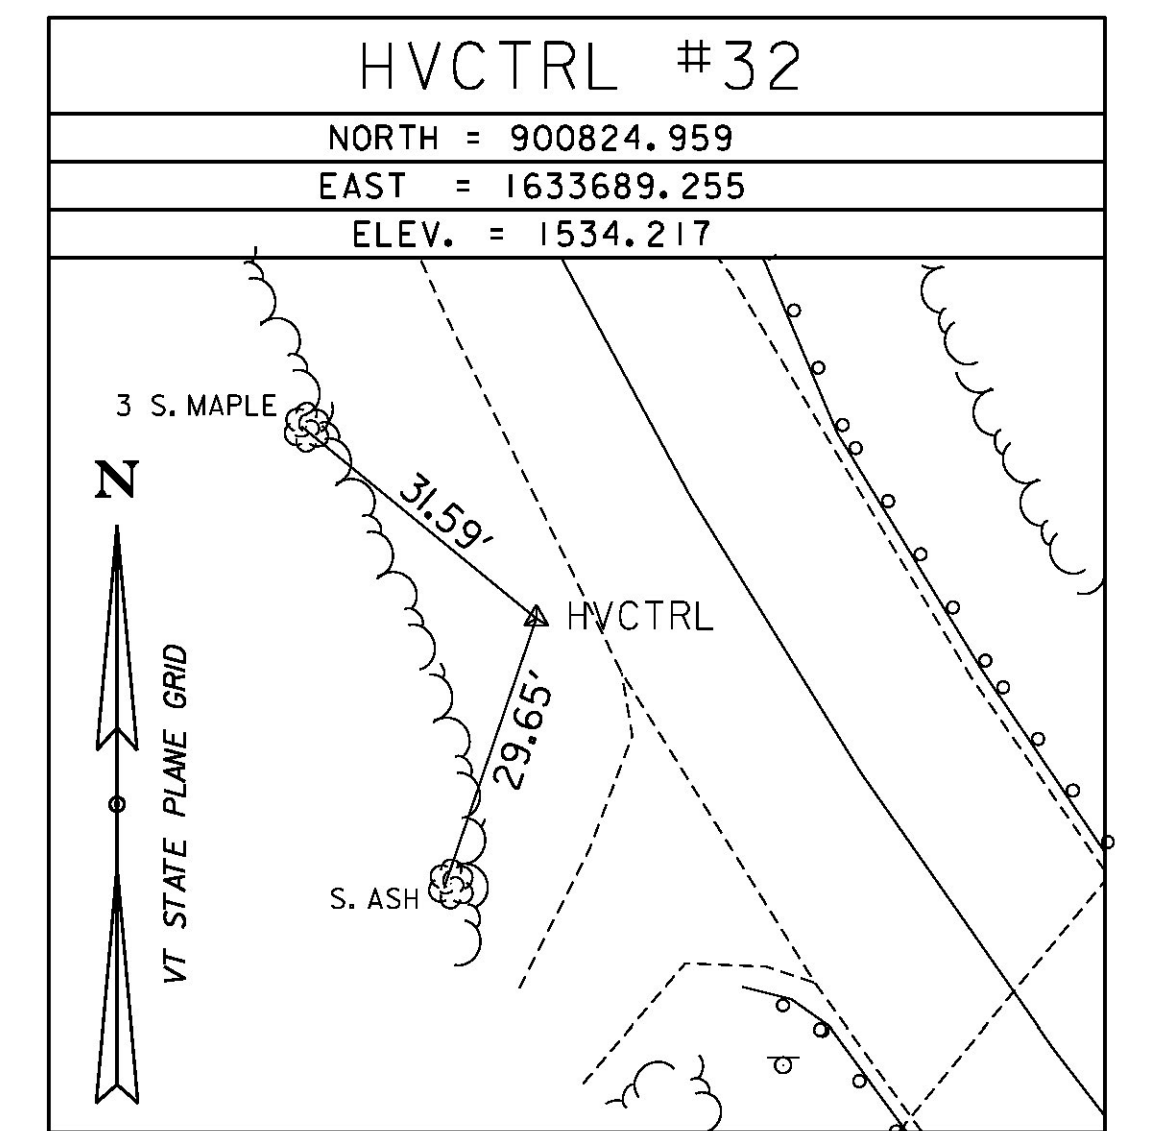 HVCTRL #32
NORTH = 900824.959
EAST = 1633689.255
ELEV. = 1534.217
3 S. MAPLE
N
31.59'
HVCTRL
29.65'
VT STATE PLANE GRID
S. ASH